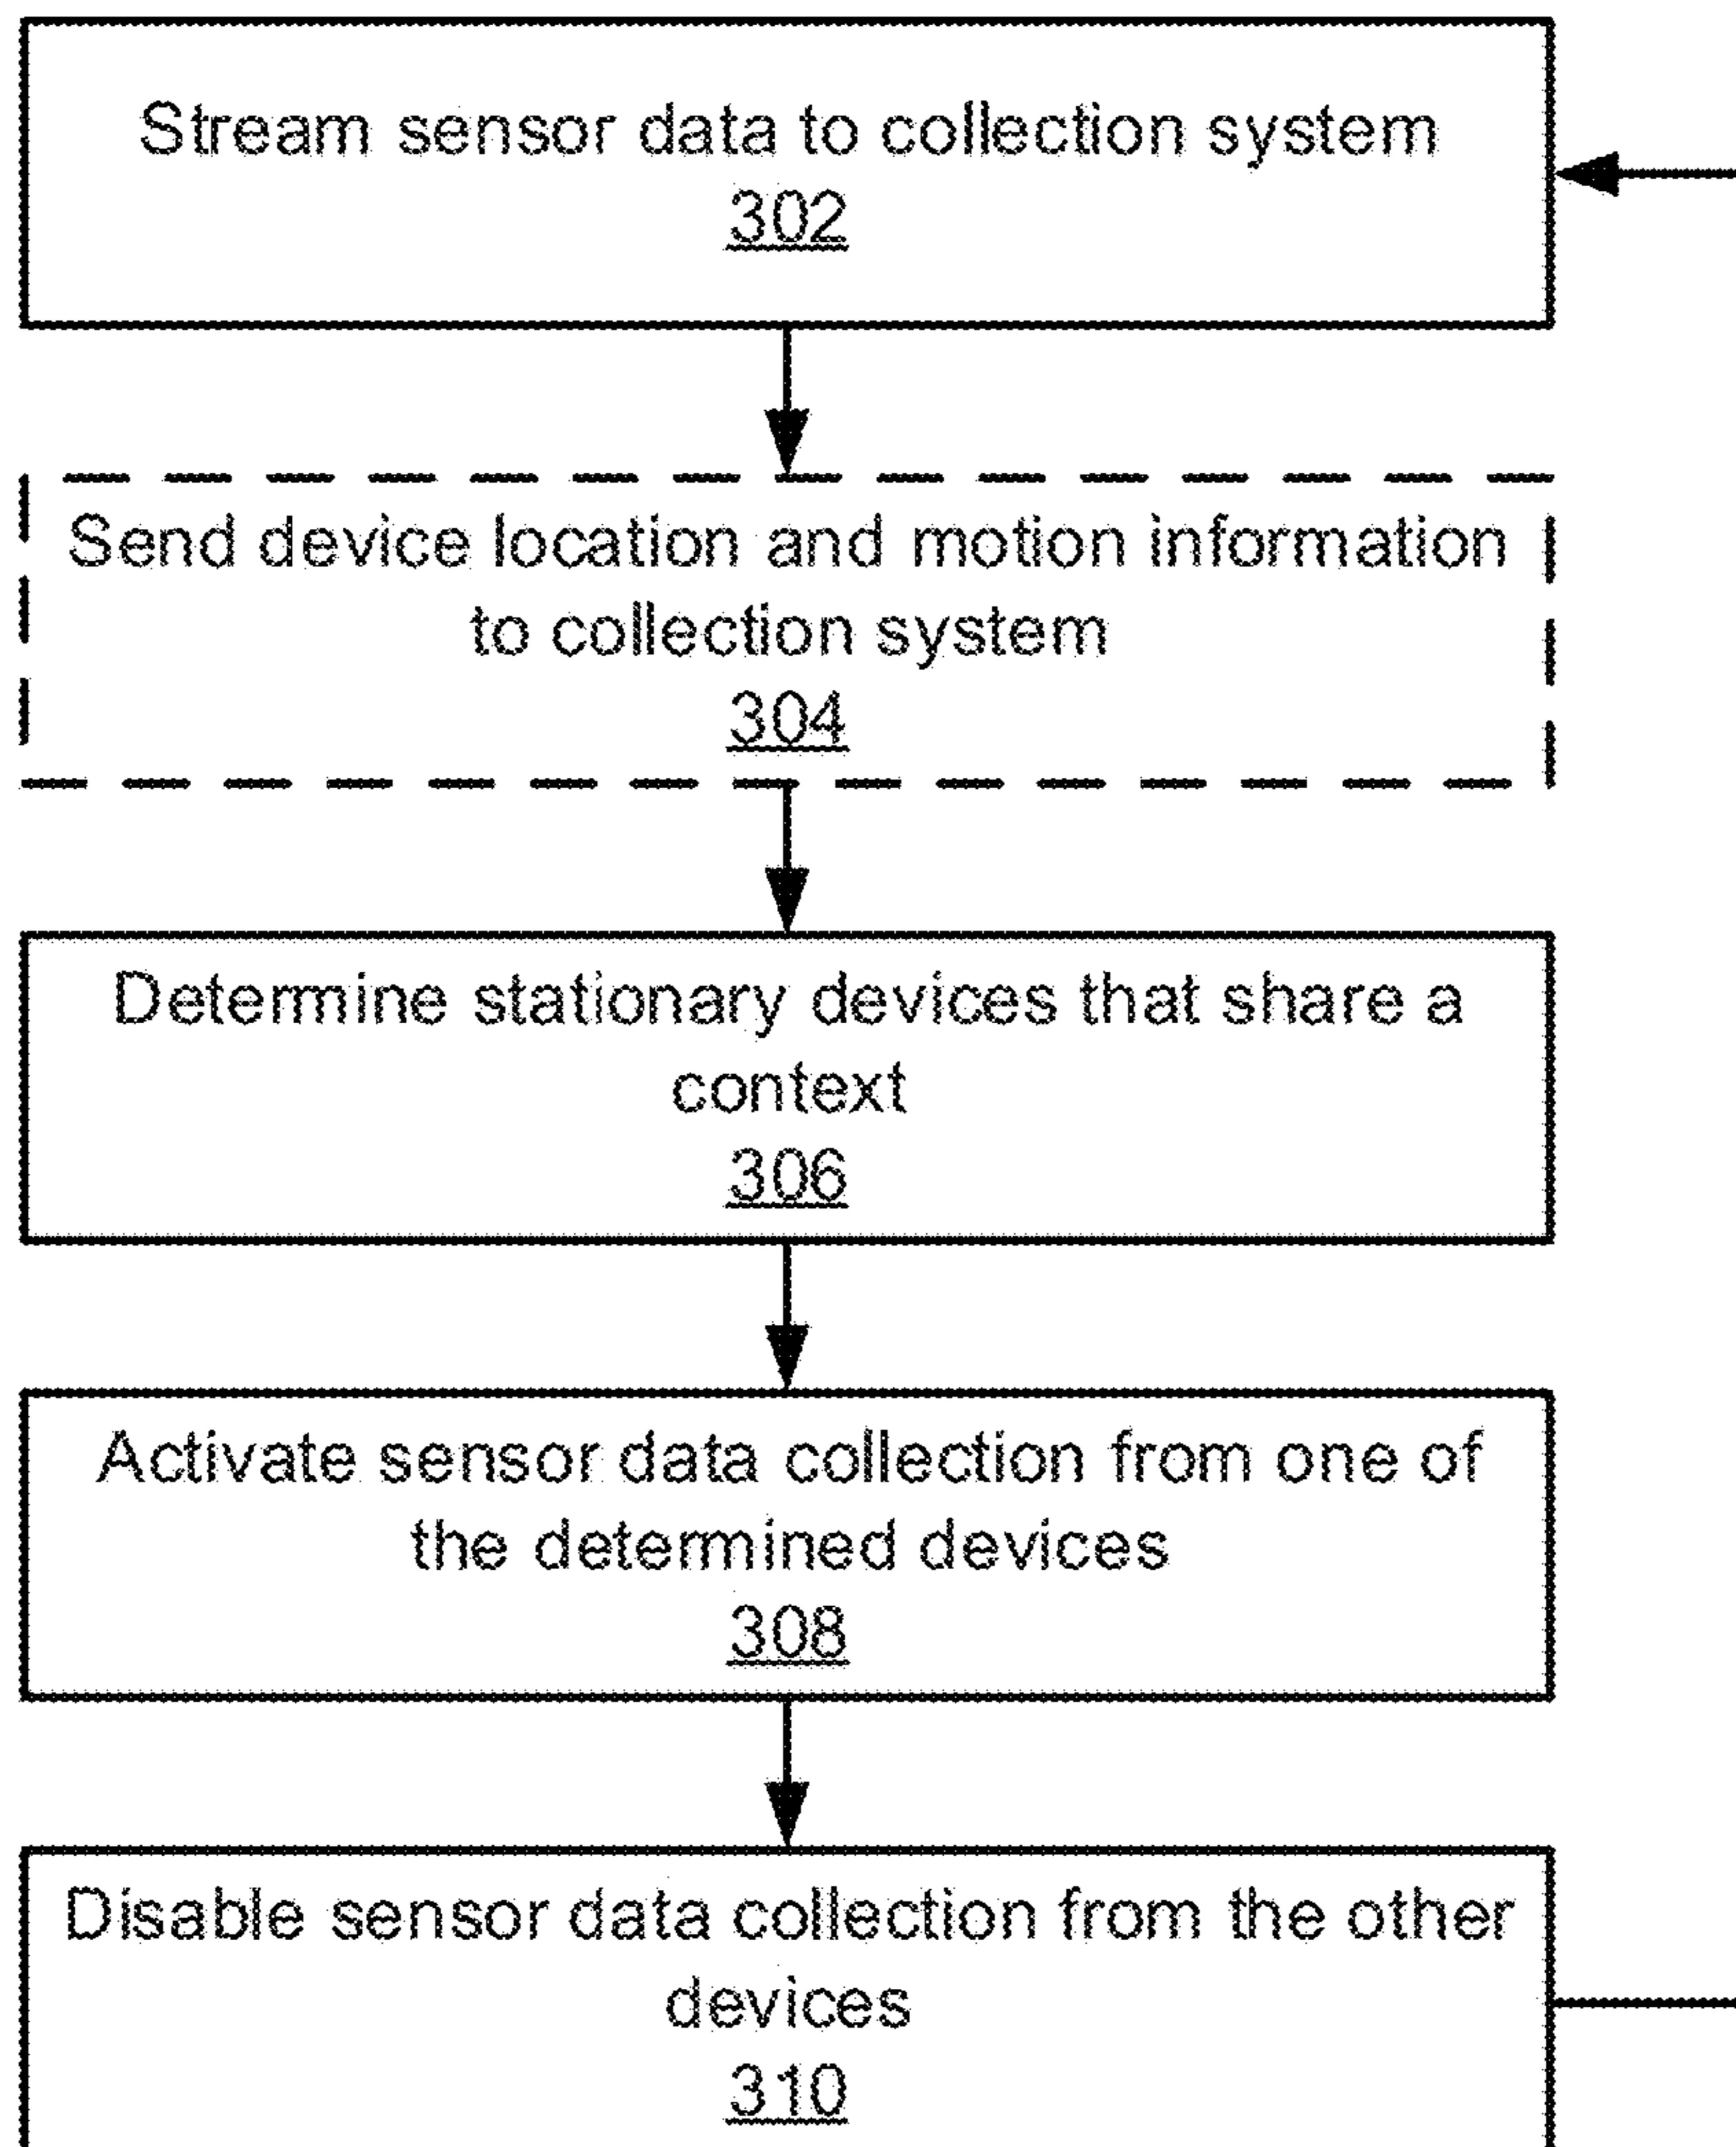 Stream sensor data to collection system
302
Send device location and motion information
to collection system
304
Determine stationary devices that share a
context
306
Activate sensor data collection from one of
the determined devices
308
Disable sensor data collection from the other
devices
310